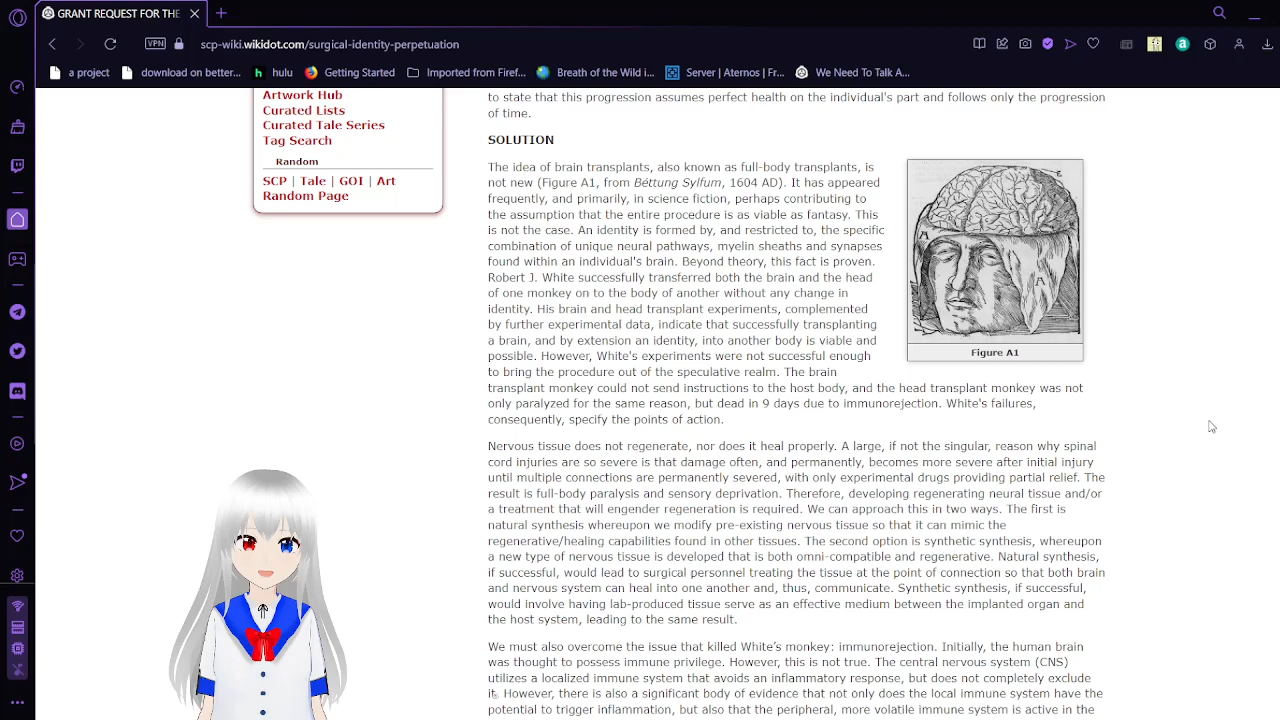 GRANT REQUEST FOR THE
VPN
scp-wiki.wikidot.com/surgical-identity-perpetuation
a project
download on better...
hulu
Getting Started
Imported from Firef...
Breath of the Wild i...
Server | Aternos | Fr...
We Need To Talk A...
Artwork Hub
Curated Lists
Curated Tale Series
Tag Search
Random
SCP | Tale | GOI | Art
Random Page
to state that this progression assumes perfect health on the individual's part and follows only the progression
of time.
SOLUTION
The idea of brain transplants, also known as full-body transplants, is
not new (Figure A1, from Béttung Sylfum, 1604 AD). It has appeared
frequently, and primarily, in science fiction, perhaps contributing to
the assumption that the entire procedure is as viable as fantasy. This
is not the case. An identity is formed by, and restricted to, the specific
combination of unique neural pathways, myelin sheaths and synapses
found within an individual's brain. Beyond theory, this fact is proven.
Robert J. White successfully transferred both the brain and the head
of one monkey on to the body of another without any change in
identity. His brain and head transplant experiments, complemented
by further experimental data, indicate that successfully transplanting
a brain, and by extension an identity, into another body is viable and
possible. However, White's experiments were not successful enough
to bring the procedure out of the speculative realm. The brain
transplant monkey could not send instructions to the host body, and the head transplant monkey was not
only paralyzed for the same reason, but dead in 9 days due to immunorejection. White's failures,
consequently, specify the points of action.
Figure A1
Nervous tissue does not regenerate, nor does it heal properly. A large, if not the singular, reason why spinal
cord injuries are so severe is that damage often, and permanently, becomes more severe after initial injury
until multiple connections are permanently severed, with only experimental drugs providing partial relief. The
result is full-body paralysis and sensory deprivation. Therefore, developing regenerating neural tissue and/or
a treatment that will engender regeneration is required. We can approach this in two ways. The first is
natural synthesis whereupon we modify pre-existing nervous tissue so that it can mimic the
regenerative/healing capabilities found in other tissues. The second option is synthetic synthesis, whereupon
a new type of nervous tissue is developed that is both omni-compatible and regenerative. Natural synthesis,
if successful, would lead to surgical personnel treating the tissue at the point of connection so that both brain
and nervous system can heal into one another and, thus, communicate. Synthetic synthesis, if successful,
would involve having lab-produced tissue serve as an effective medium between the implanted organ and
the host system, leading to the same result.
We must also overcome the issue that killed White's monkey: immunorejection. Initially, the human brain
was thought to possess immune privilege. However, this is not true. The central nervous system (CNS)
utilizes a localized immune system that avoids an inflammatory response, but does not completely exclude
it. However, there is also a significant body of evidence that not only does the local immune system have the
potential to trigger inflammation, but also that the peripheral, more volatile immune system is active in the